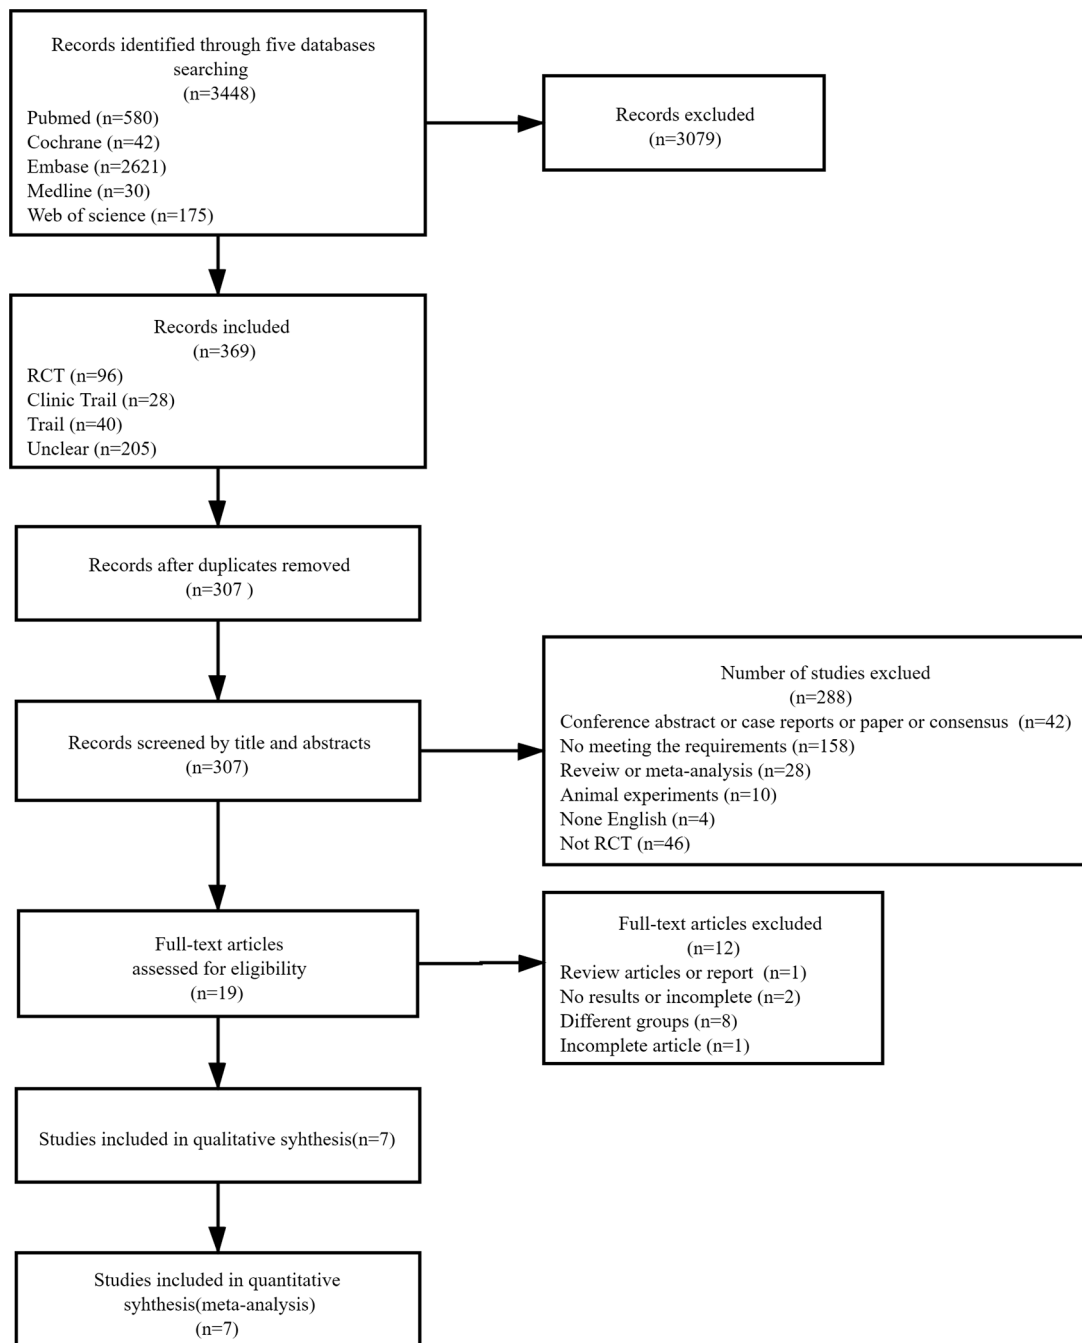 Records identified through five databases
searching
(n=3448)
Pubmed (n=580)
Cochrane (n=42)
Embase (n=2621)
Medline (n=30)
Web of science (n=175)
Records excluded
(n=3079)
Records included
(n=369)
RCT (n=96)
Clinic Trail (n=28)
Trail (n=40)
Unclear (n=205)
Records after duplicates removed
(n=307 )
Records screened by title and abstracts
(n=307)
Number of studies exclued
(n=288)
Conference abstract or case reports or paper or consensus  (n=42)
No meeting the requirements (n=158)
Reveiw or meta-analysis (n=28)
Animal experiments (n=10)
None English (n=4)
Not RCT (n=46)
Full-text articles
assessed for eligibility
(n=19)
Full-text articles excluded
(n=12)
Review articles or report  (n=1)
No results or incomplete (n=2)
Different groups (n=8)
Incomplete article (n=1)
Studies included in qualitative syhthesis(n=7)
Studies included in quantitative
syhthesis(meta-analysis)
(n=7)